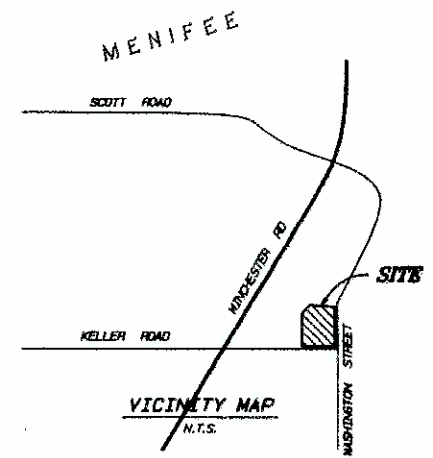 MENIFEE
SCOTT ROAD
WINCHESTER RD
SITE
KELLER ROAD
WASHINGTON STREET
VICINITY MAP
N.T.S.